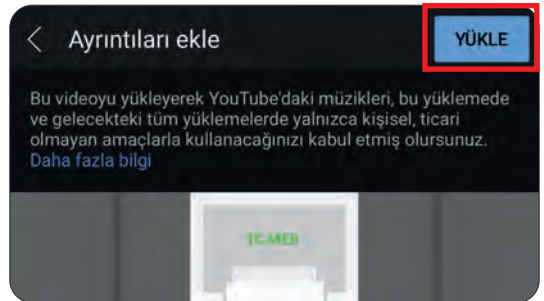 Ayrıntıları ekle
YÜKLE
Bu videoyu yükleyerek YouTube'daki müzikleri, bu yüklemede
ve gelecekteki tüm yüklemelerde yalnızca kişisel, ticari
olmayan amaçlarla kullanacağınızı kabul etmiş olursunuz.
Daha fazla bilgi
TC-MEB